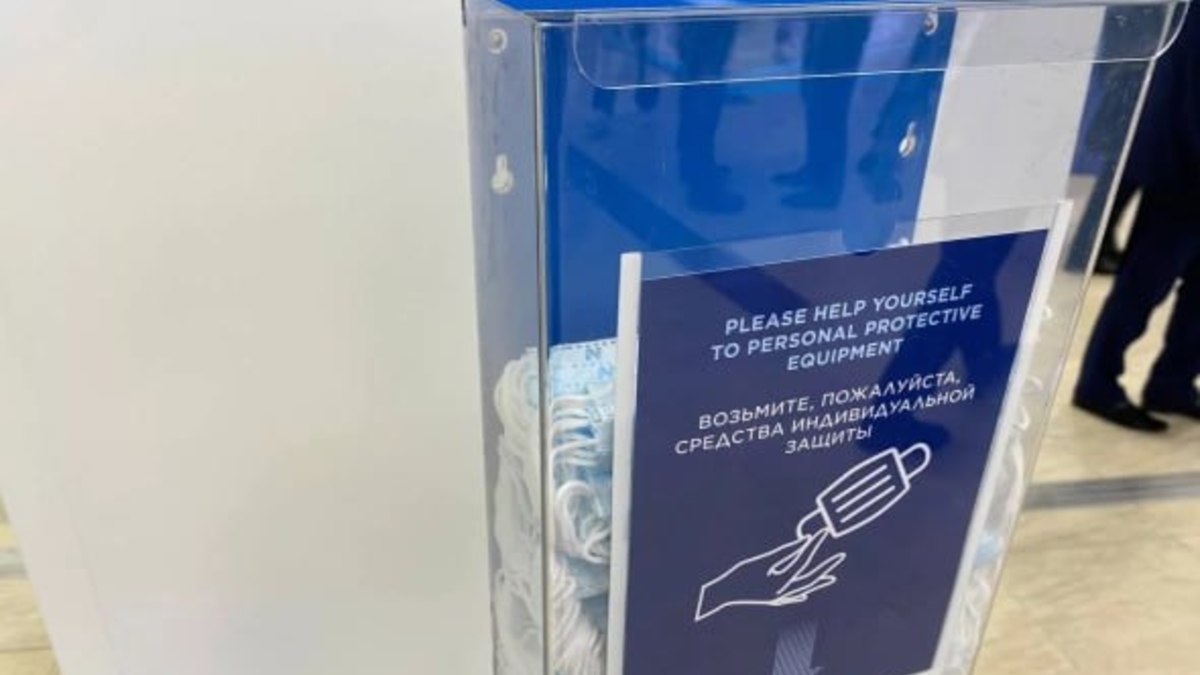 PLEASE HELP YOURSELF
TO PERSONAL PROTECTIVE
EQUIPMENT
ВОЗЬМИТЕ, ПОЖАЛУЙСТА,
СРЕДСТВА ИНДИВИДУАЛЬНОЙ
ЗАЩИТЫ